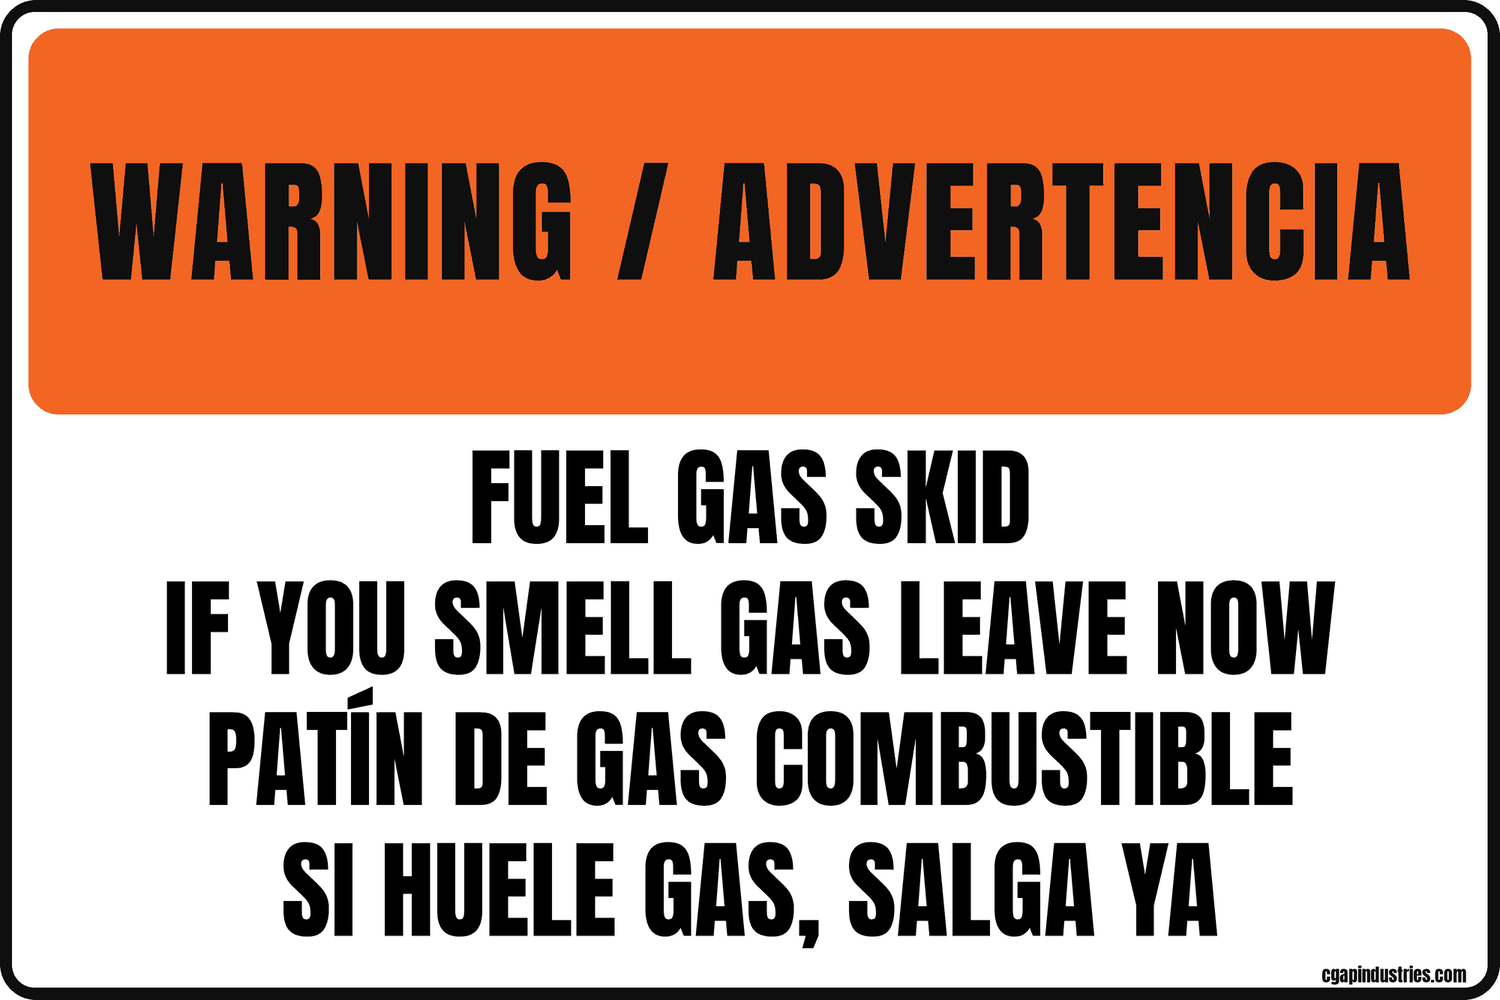 WARNING / ADVERTENCIA
FUEL GAS SKID
IF YOU SMELL GAS LEAVE NOW
PATÍN DE GAS COMBUSTIBLE
SI HUELE GAS, SALGA YA
cgapindustries.com